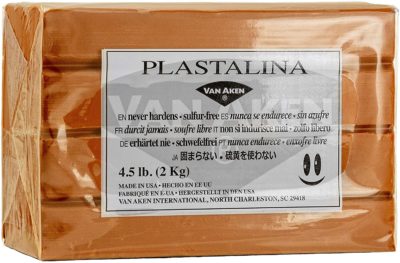 PLASTALINA
VAN AKEN
VAN AKEN
EN never hardens • sulfur-free ES nunca se endurece • sin azufre
FR durcit jamais • soufre libre IT non si indurisce mai • zolfo libero
DE erhärtet nie • schwefelfrei PT nunca endurece • enxofre livre
JA 固まらない • 硫黄を使わない
4.5 lb. (2 Kg)
MADE IN USA • HECHO EN EE UU
FABRIQUÉ EN E-UA • HERGESTELLT IN DEN USA
VAN AKEN INTERNATIONAL, NORTH CHARLESTON, SC 29418